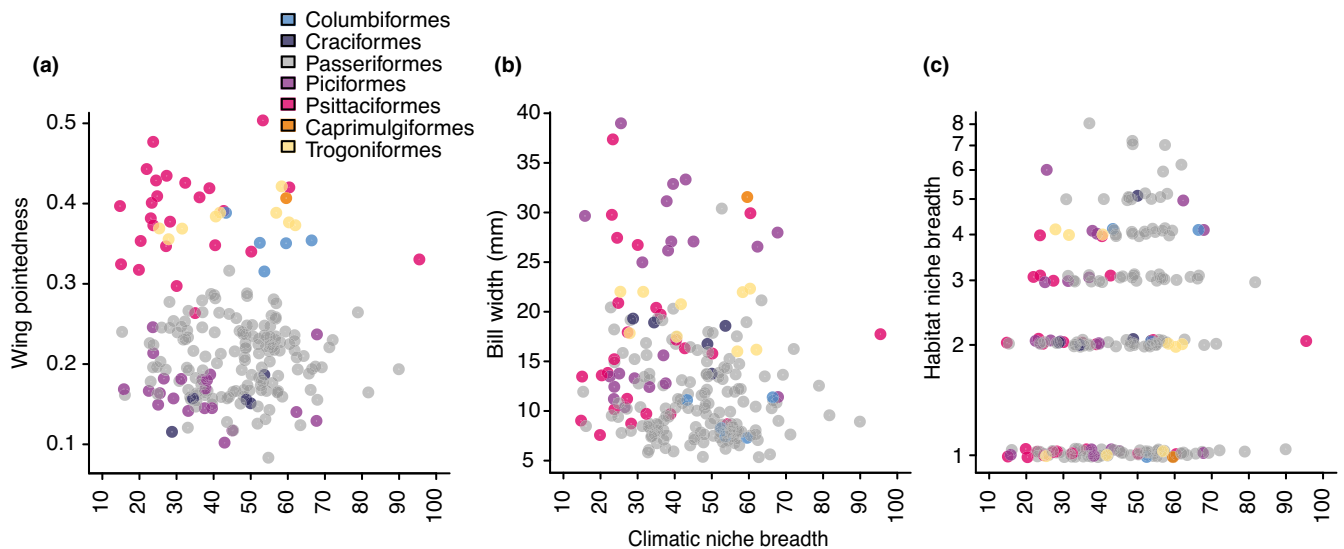 Columbiformes
Craciformes
Passeriformes
Piciformes
Psittaciformes
Caprimulgiformes
Trogoniformes
(a)
Wing pointedness
0.5
0.4
0.3
0.2
0.1
10 20 30 40 50 60 70 80 90 100
(b)
Bill width (mm)
40
35
30
25
20
15
10
5
10 20 30 40 50 60 70 80 90 100
Climatic niche breadth
(c)
Habitat niche breadth
8
7
6
5
4
3
2
1
10 20 30 40 50 60 70 80 90 100